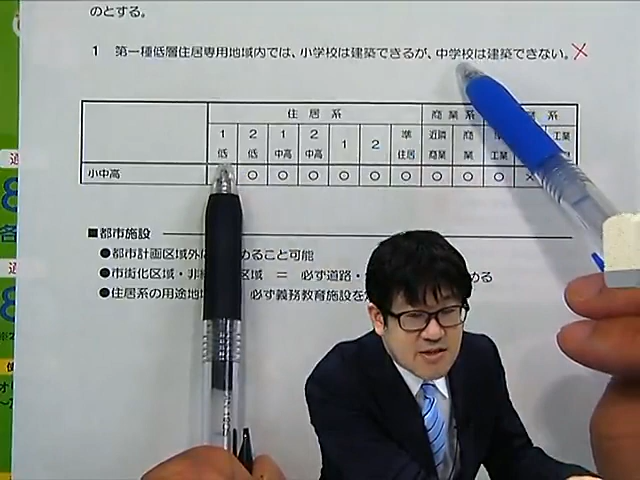 のとする。
1 第一種低層住居専用地域内では、小学校は建築できるが、中学校は建築できない。×
住 居 系 商 業 系 系
1 2 1 2 1 2 準 近隣 商 工業
低 低 中高 中高 住居 商業 業 工業 専用
小中高 〇 〇 〇 〇 〇 〇 〇 〇 〇 ×
■都市施設
●都市計画区域外 めること可能
●市街化区域・非 区域 = 必ず道路・ める
●住居系の用途地 必ず義務教育施設を